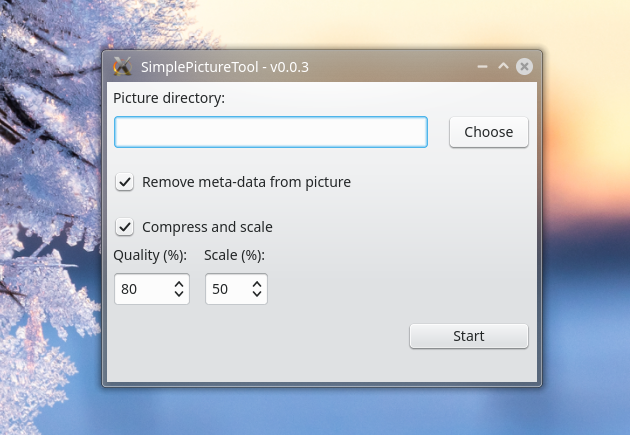 SimplePictureTool - v0.0.3
Picture directory:
Choose
Remove meta-data from picture
Compress and scale
Quality (%): Scale (%):
80 50
Start